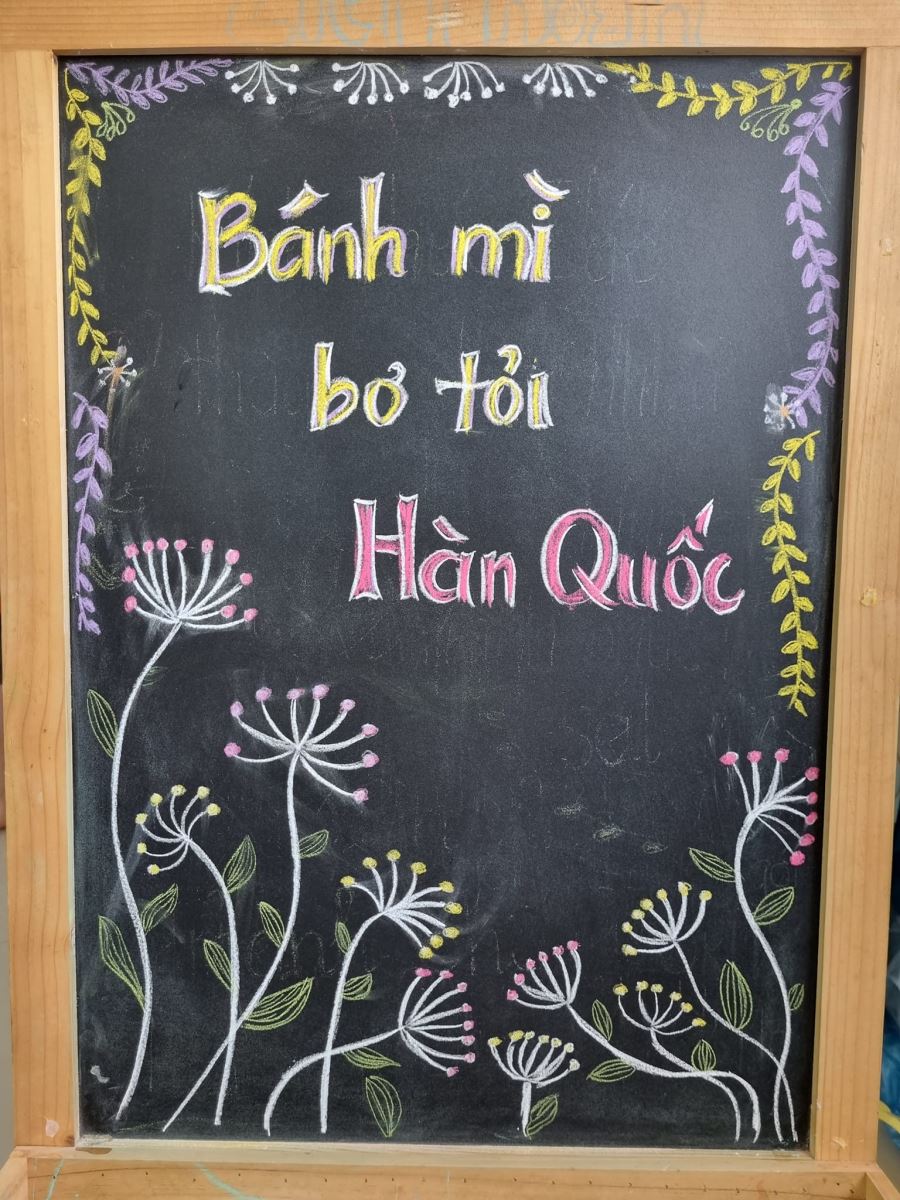 Bánh mì
bơ tỏi
Hàn Quốc